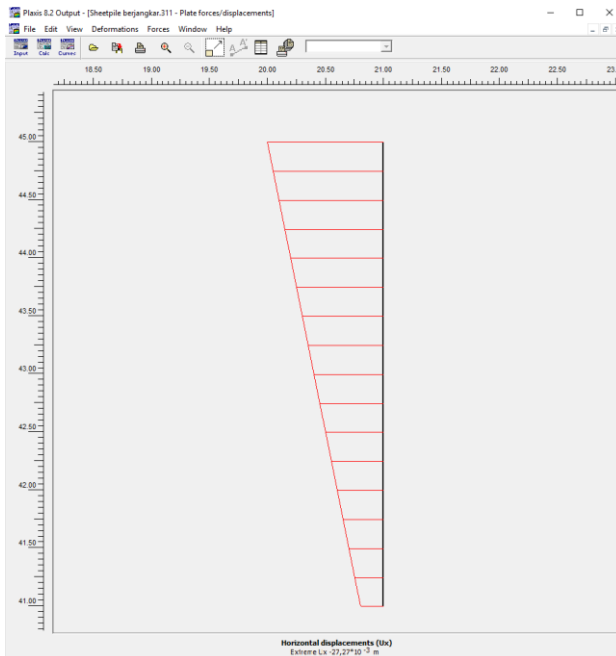 Plaxis 8.2 Output - [Sheetpile berjangkar.311 - Plate forces/displacements]
File Edit View Deformations Forces Window Help
Input Calc Curves
18.50 19.00 19.50 20.00 20.50 21.00 21.50 22.00 22.50
45.00
44.50
44.00
43.50
43.00
42.50
42.00
41.50
41.00
Horizontal displacements (Ux)
Extreme Ux -27,27*10 -3 m